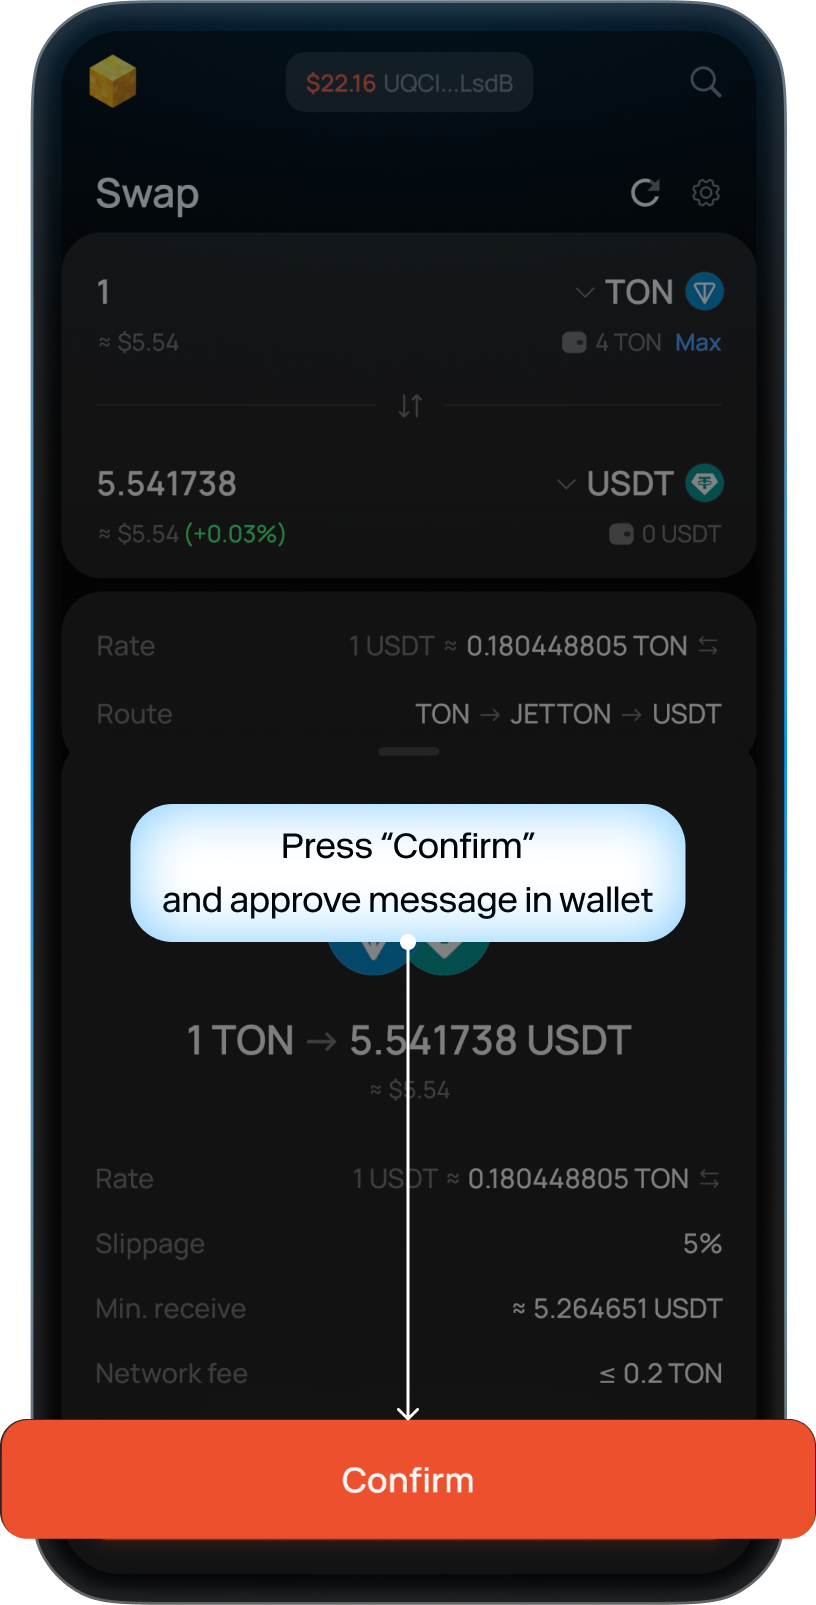 $22.16 UQCI...LsdB
Swap
1 TON
≈ $5.54 4 TON Max
5.541738 USDT
≈ $5.54 (+0.03%) 0 USDT
Rate 1 USDT ≈ 0.180448805 TON
Route TON → JETTON → USDT
Press “Confirm”
and approve message in wallet
1 TON → 5.541738 USDT
≈ $5.54
Rate 1 USDT ≈ 0.180448805 TON
Slippage 5%
Min. receive ≈ 5.264651 USDT
Network fee ≤ 0.2 TON
Confirm